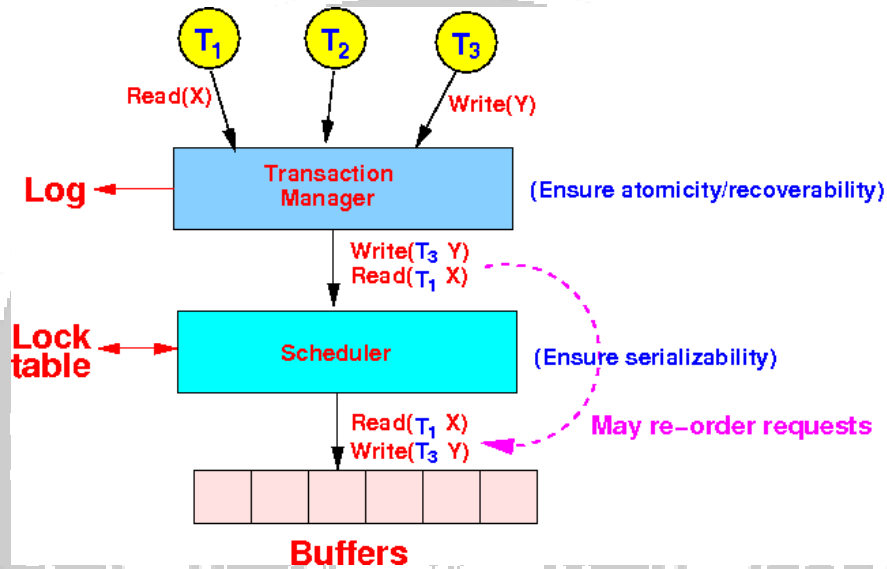 T1
T2
T3
Read(X)
Write(Y)
Transaction
Manager
Log
(Ensure atomicity/recoverability)
Write(T3 Y)
Read(T1 X)
Lock
table
Scheduler
(Ensure serializability)
Read(T1 X)
Write(T3 Y)
May re-order requests
Buffers